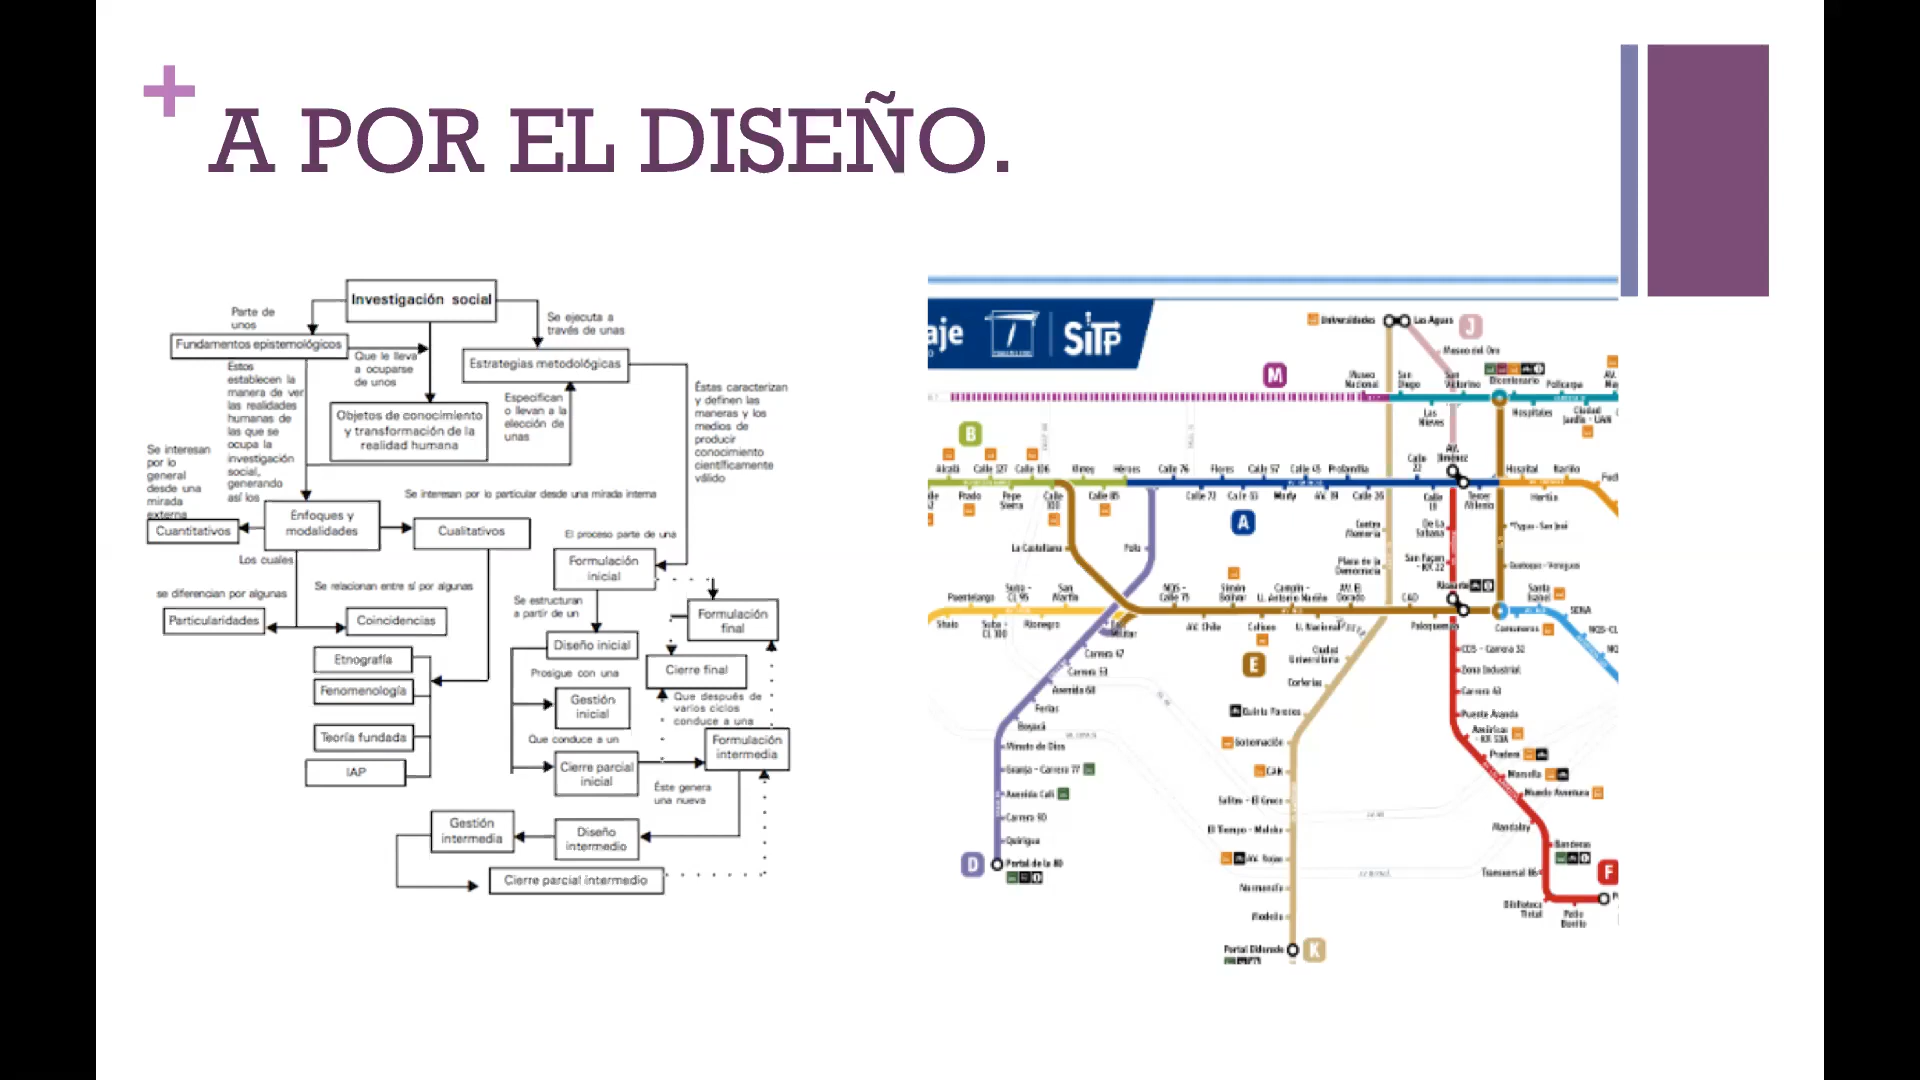 +
A POR EL DISEÑO.
Investigación social
Parte de
unos
Se ejecuta a
través de unas
Fundamentos epistemológicos
Que le lleva
a ocuparse
de unos
Estrategias metodológicas
Estos
establecen la
manera de ver
las realidades
humanas de
las que se
ocupa la
investigación
social,
generando
así los
Objetos de conocimiento
y transformación de la
realidad humana
Especifican
o llevan a la
elección de
unas
Éstas caracterizan
y definen las
maneras y los
medios de
producir
conocimiento
científicamente
válido
Se interesan
por lo
general
desde una
mirada
externa
Se interesan por lo particular desde una mirada interna
Cuantitativos
Enfoques y
modalidades
Cualitativos
El proceso parte de una
Los cuales
Formulación
inicial
se diferencian por algunas
Se relacionan entre sí por algunas
Se estructuran
a partir de un
Formulación
final
Particularidades
Coincidencias
Diseño inicial
Etnografía
Prosigue con una
Cierre final
Fenomenología
Gestión
inicial
Que después de
varios ciclos
conduce a una
Teoría fundada
Que conduce a un
Formulación
intermedia
IAP
Cierre parcial
inicial
Éste genera
una nueva
Gestión
intermedia
Diseño
intermedio
Cierre parcial intermedio
aje
SiTP
Universidades
Las Aguas
J
Museo del Oro
M
Museo
Nacional
San
Diego
San
Victorino
Bicentenario
Policarpa
Las
Nieves
Hospitales
Ciudad
Jardín - UAN
B
AV.
Jiménez
Alcalá
Calle 127
Calle 106
Virrey
Héroes
Calle 76
Flores
Calle 57
Calle 45
Profamilia
Calle
22
Hospital
Nariño
Prado
Pepe
Sierra
Calle
100
Calle 85
Calle 72
Calle 63
Marly
AV. 39
Calle 26
Calle
19
Tercer
Milenio
Hortúa
A
Centro
Memoria
De La
Sabana
La Castellana
Polo
Plaza de la
Democracia
San Façon
- KR 22
Ricaurte
Puentelargo
Suba -
CL 95
San
Martín
NQS -
Calle 75
Simón
Bolívar
Campín -
U. Antonio Nariño
AV. El
Dorado
CAD
Santa
Isabel
SENA
Shaio
Suba -
CL 100
Rionegro
AV. Chile
Coliseo
U. Nacional
Paloquemao
Comuneros
E
Carrera 47
Carrera 53
Avenida 68
Ferias
Boyacá
Minuto de Dios
Granja - Carrera 77
Avenida Cali
Carrera 90
Quirigua
D
Portal de la 80
Ciudad
Universitaria
Corferias
Quinta Paredes
Gobernación
CAN
Salitre - El Greco
El Tiempo - Maloka
AV. Rojas
Normandía
Modelia
Portal Eldorado
K
CDS - Carrera 32
Zona Industrial
Carrera 43
Puente Aranda
Américas
- KR 53A
Pradera
Marsella
Mundo Aventura
Mandalay
Banderas
Transversal 86
F
Biblioteca
Tintal
Patio
Bonito